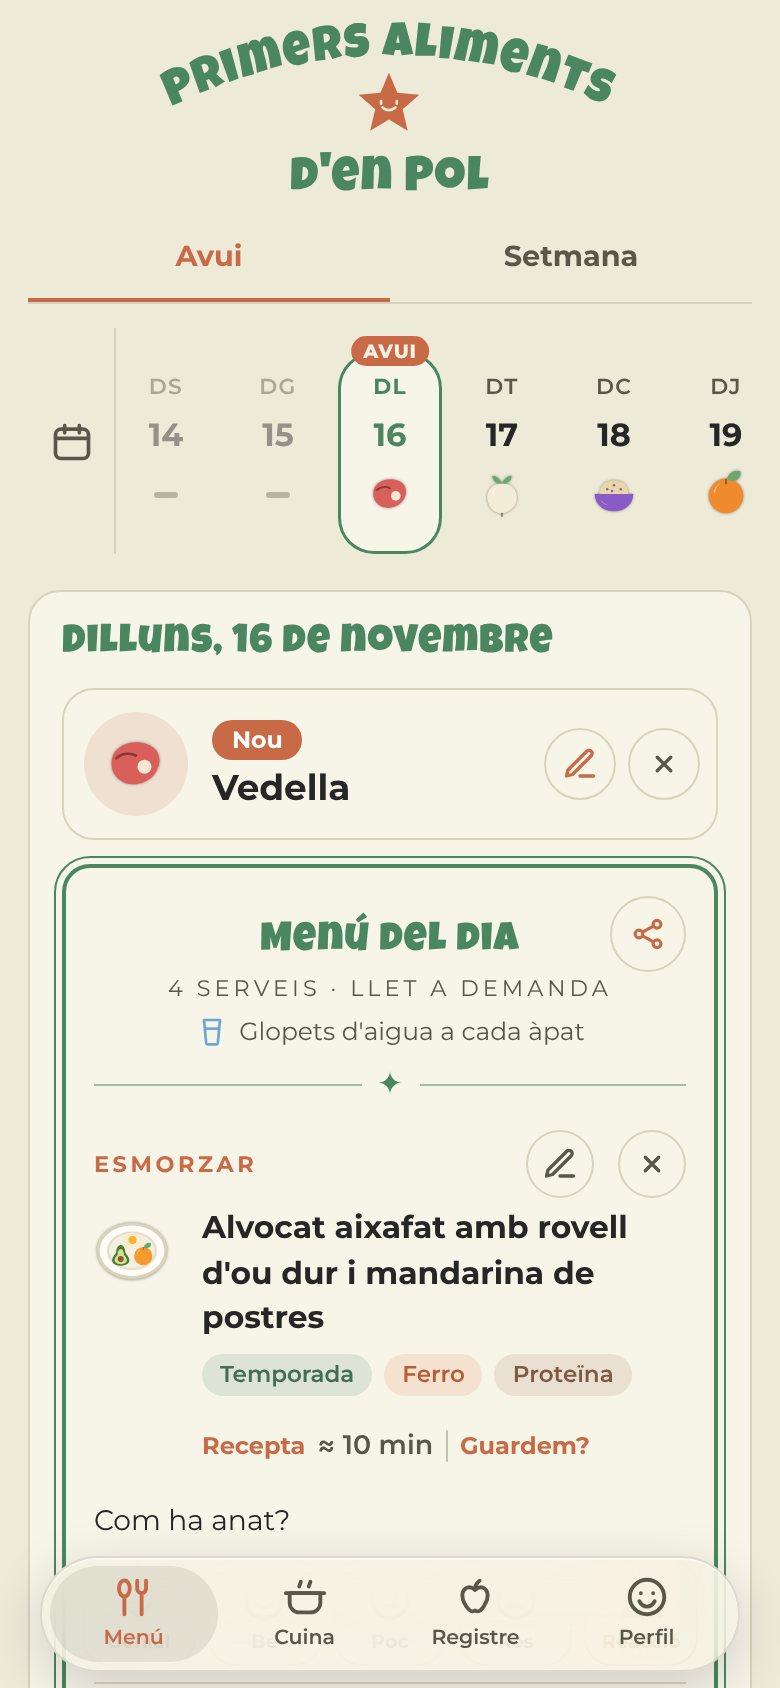 PRIMERS ALIMENTS
D'EN POL
Avui
Setmana
AVUI
DS
DG
DL
DT
DC
DJ
14
15
16
17
18
19
Dilluns, 16 de novembre
Nou
Vedella
Menú del dia
4 SERVEIS · LLET A DEMANDA
Glopets d'aigua a cada àpat
ESMORZAR
Alvocat aixafat amb rovell
d'ou dur i mandarina de
postres
Temporada
Ferro
Proteïna
Recepta ≈ 10 min | Guardem?
Com ha anat?
Menú
Cuina
Registre
Perfil
Poc